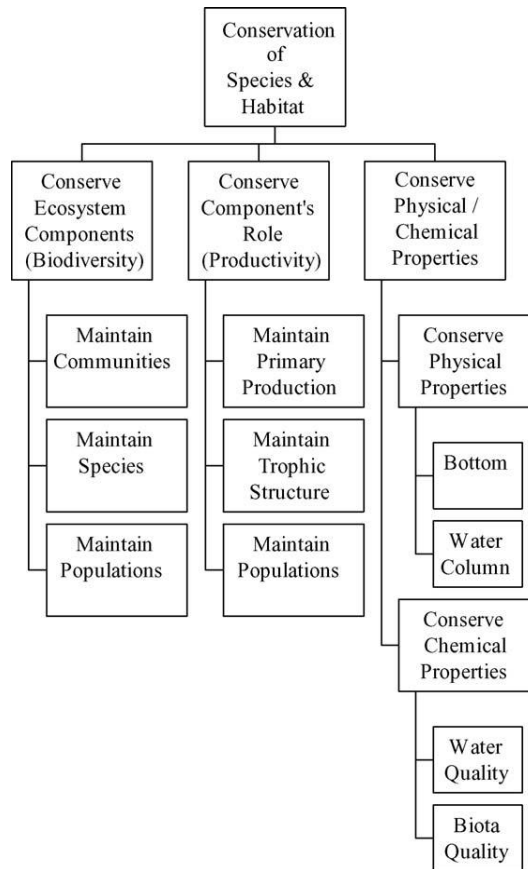 Conservation
of
Species &
Habitat
Conserve
Ecosystem
Components
(Biodiversity)
Conserve
Component's
Role
(Productivity)
Conserve
Physical /
Chemical
Properties
Maintain
Communities
Maintain
Species
Maintain
Populations
Maintain
Primary
Production
Maintain
Trophic
Structure
Maintain
Populations
Conserve
Physical
Properties
Bottom
Water
Column
Conserve
Chemical
Properties
Water
Quality
Biota
Quality